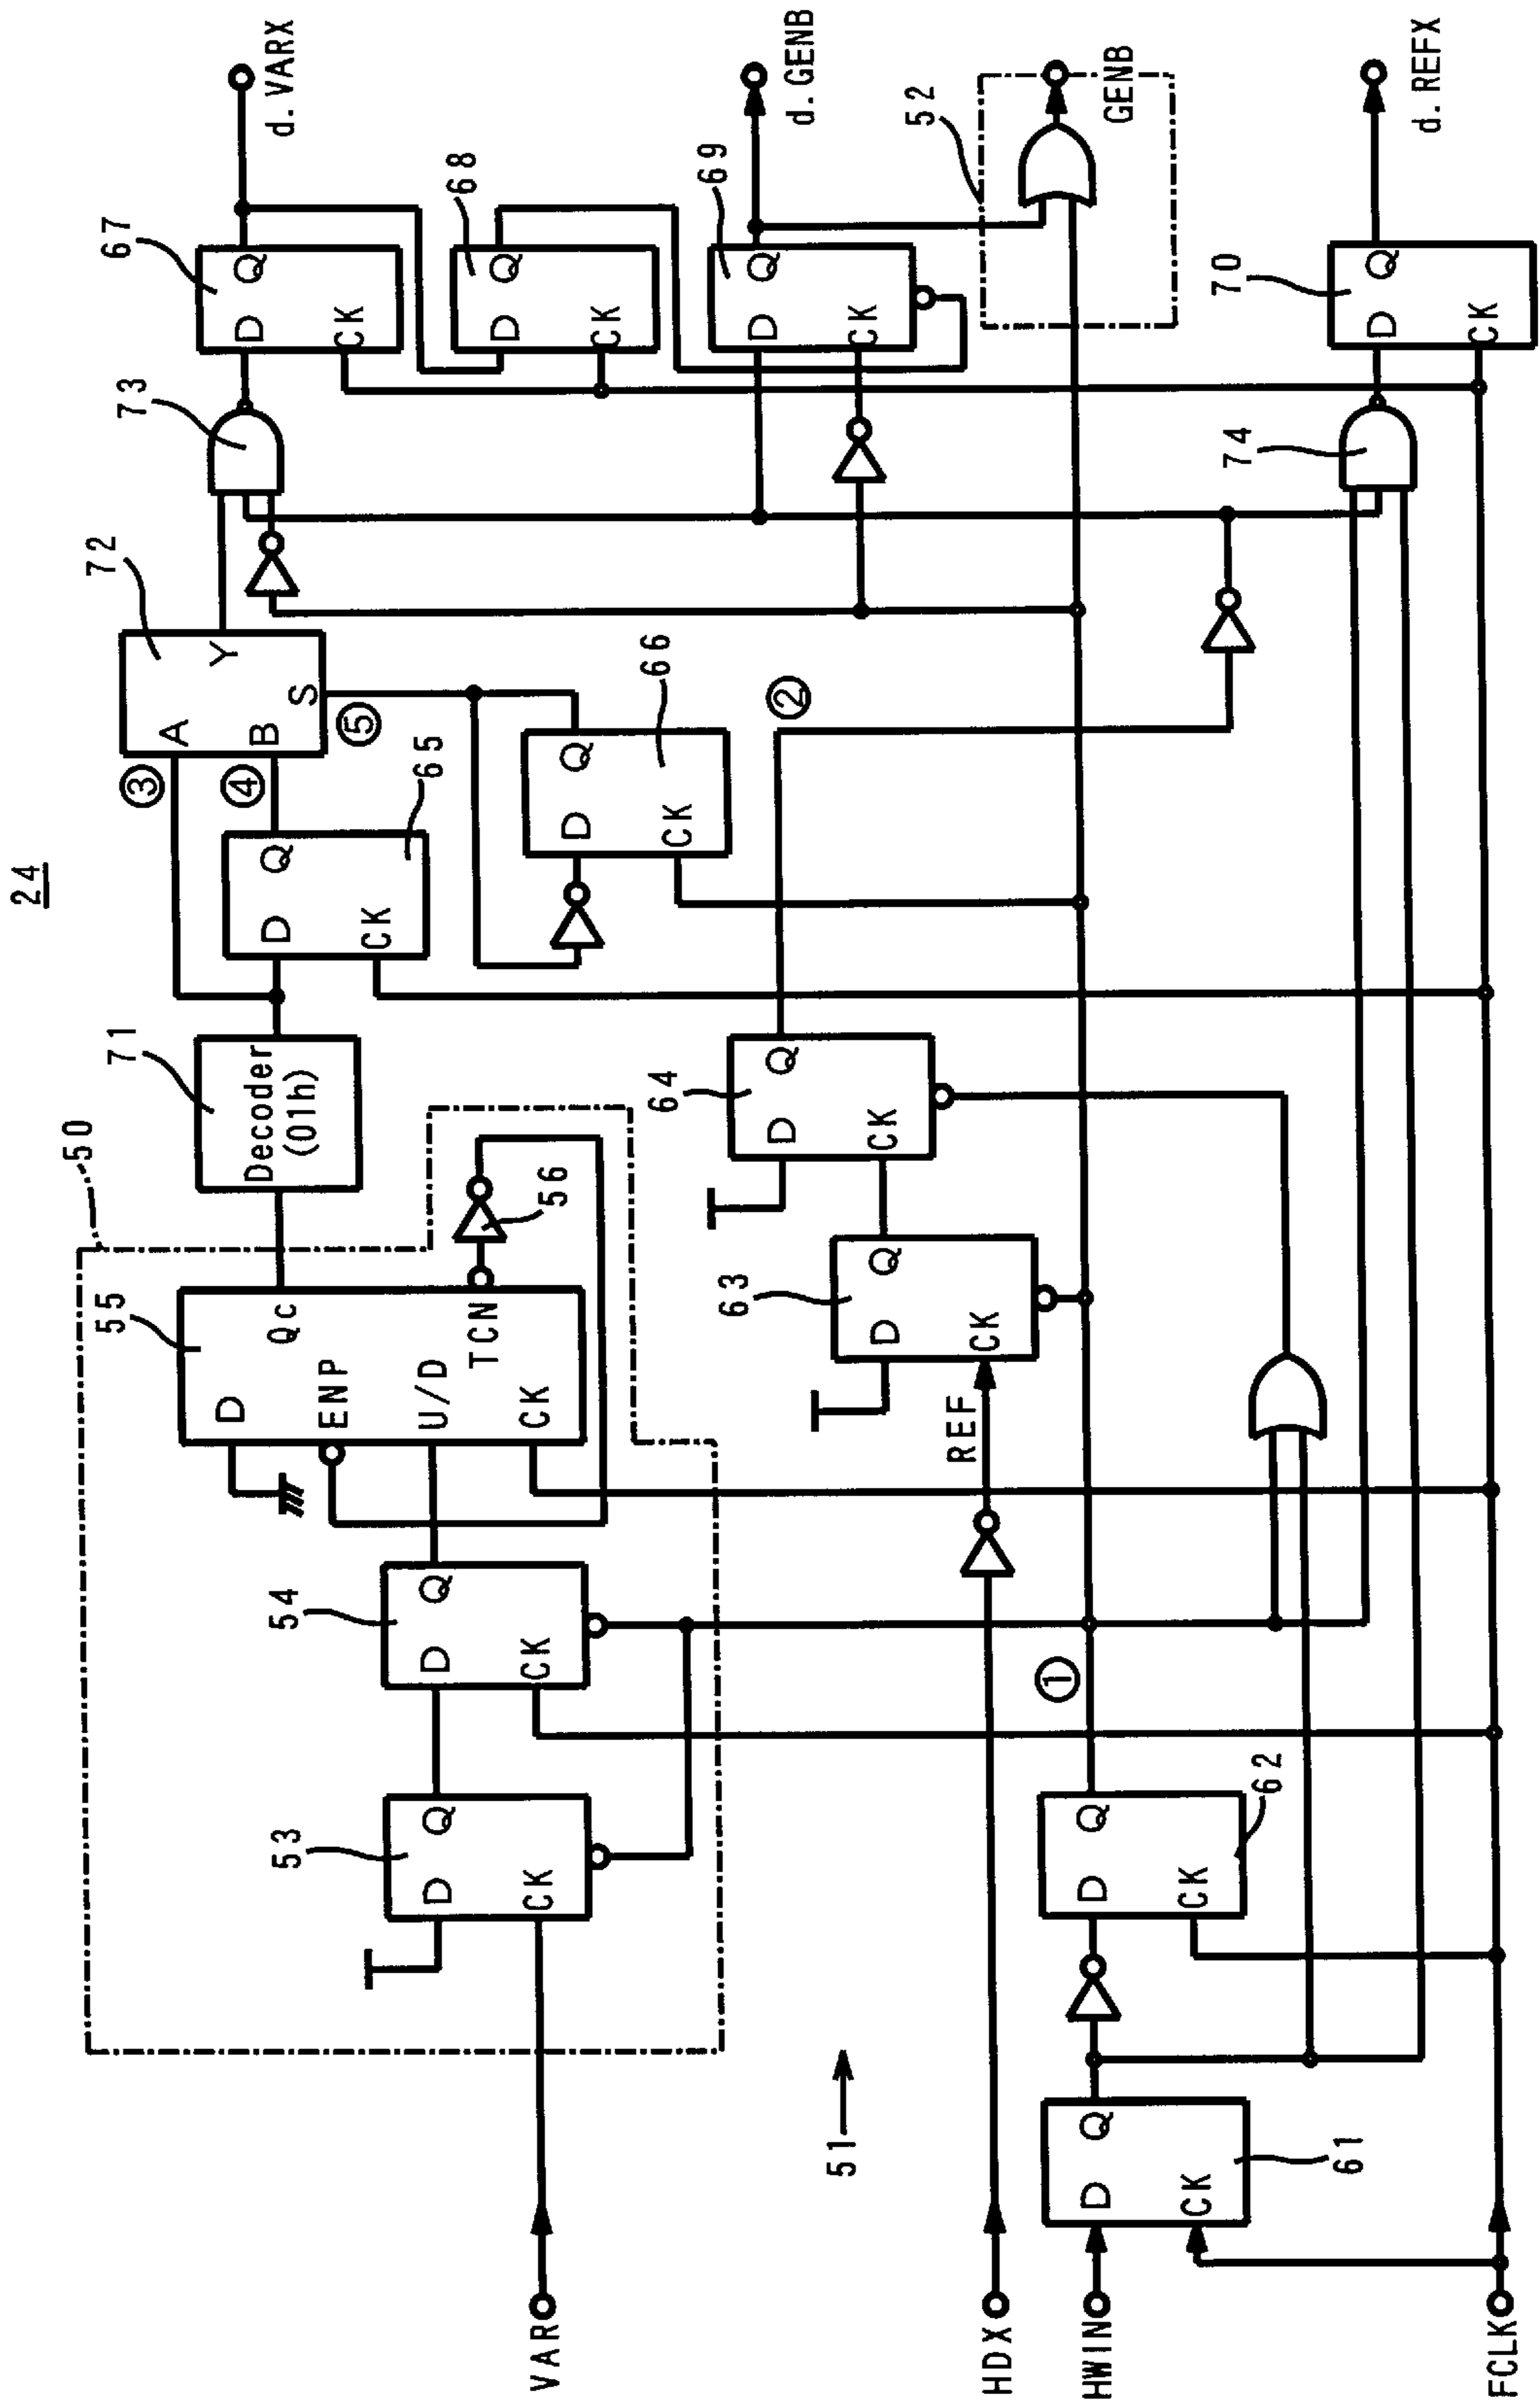 24
VAR
HDX
HWIN
FCLK
51
50
53
D
Q
CK
54
D
Q
CK
55
D
Qc
ENP
U/D
TCN
CK
56
71
Decoder
(01h)
③
④
⑤
65
D
Q
CK
72
A
B
Y
S
66
D
Q
CK
73
67
D
Q
CK
d.VARX
68
D
Q
CK
69
D
Q
CK
d.GENB
52
GENB
61
D
Q
CK
62
D
Q
CK
①
REF
63
D
Q
CK
64
D
Q
CK
②
74
70
D
Q
CK
d.REFX